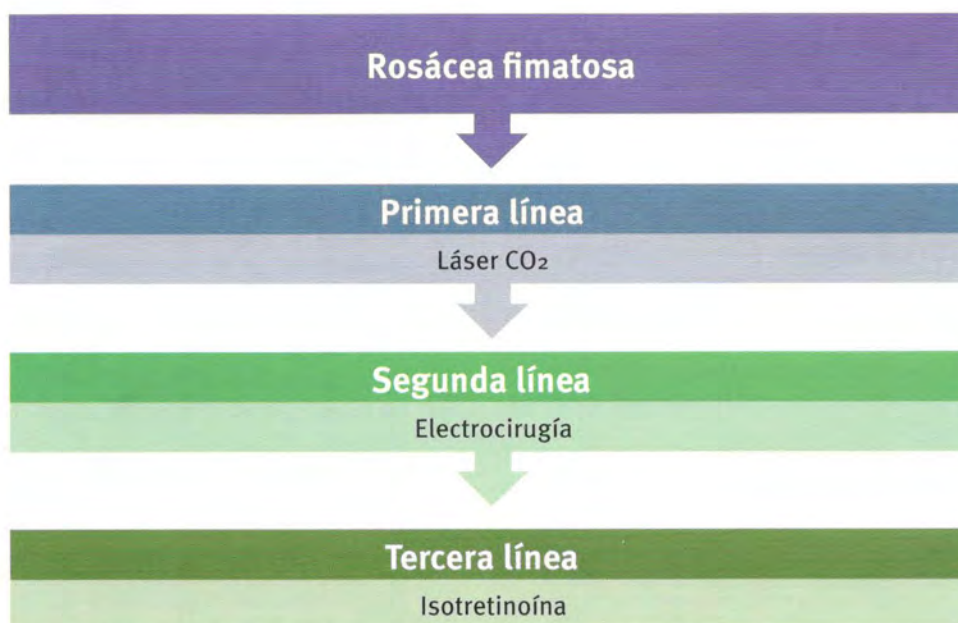 Rosácea fimatosa
Primera línea
Láser CO₂
Segunda línea
Electrocirugía
Tercera línea
Isotretinoína